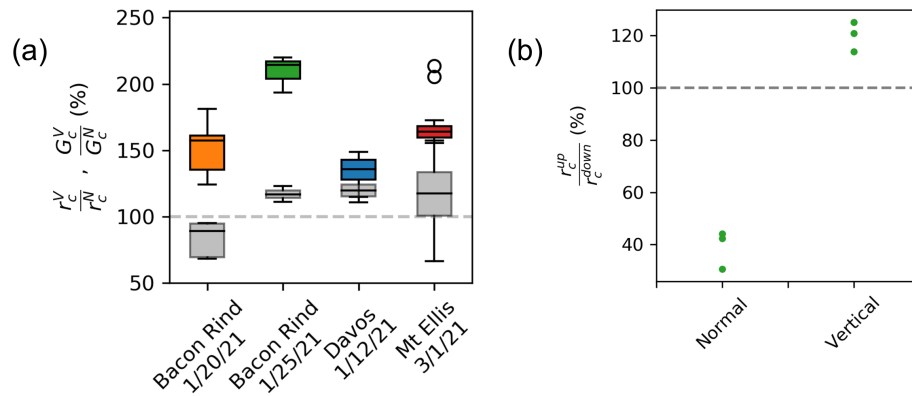 (a)
r_c^V / r_c^N , G_c^V / G_c^N (%)
250
200
150
100
50
Bacon Rind
1/20/21
Bacon Rind
1/25/21
Davos
1/12/21
Mt Ellis
3/1/21
(b)
r_c^up / r_c^down (%)
120
100
80
60
40
Normal
Vertical